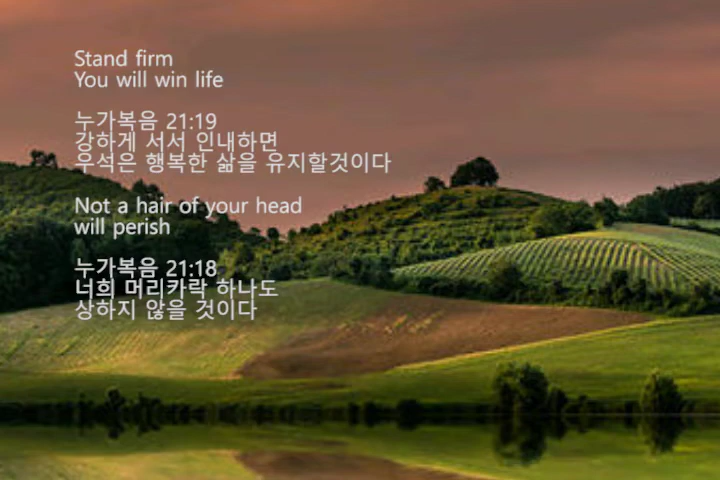 Stand firm
You will win life
누가복음 21:19
강하게 서서 인내하면
우석은 행복한 삶을 유지할것이다
Not a hair of your head
will perish
누가복음 21:18
너희 머리카락 하나도
상하지 않을 것이다